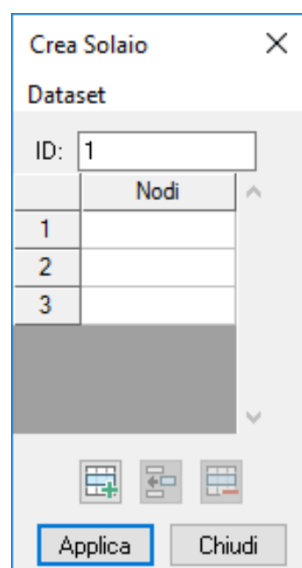 Crea Solaio
Dataset
ID: 1
Nodi
1
2
3
Applica Chiudi